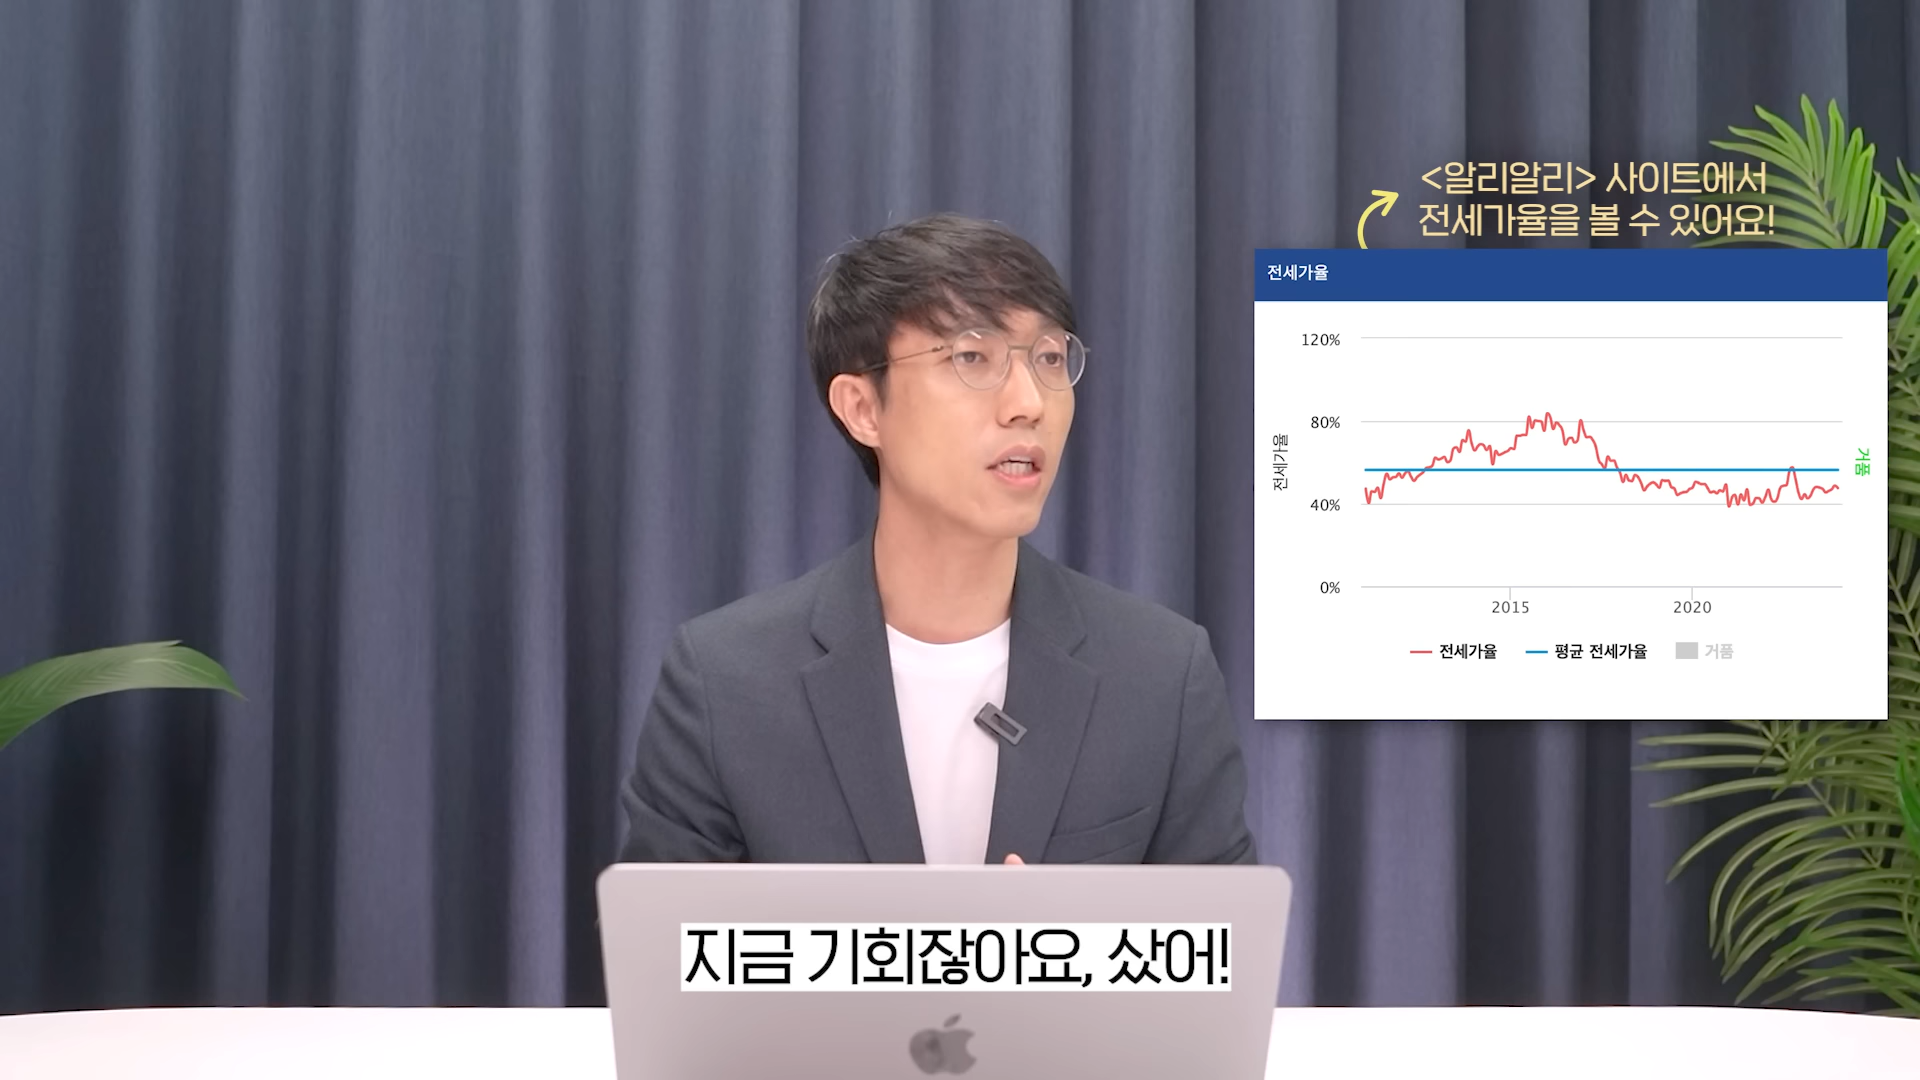 <알리알리> 사이트에서
전세가율을 볼 수 있어요!
전세가율
120%
80%
40%
0%
전세가율
거품
2015
2020
전세가율
평균 전세가율
거품
지금 기회잖아요, 샀어!